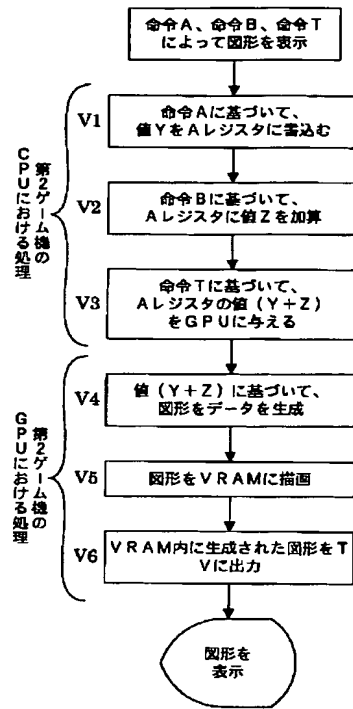 命令A、命令B、命令T
によって図形を表示
第2ゲーム機の
CPUにおける処理
V1
命令Aに基づいて、
値YをAレジスタに書込む
V2
命令Bに基づいて、
Aレジスタに値Zを加算
V3
命令Tに基づいて、
Aレジスタの値(Y+Z)
をGPUに与える
第2ゲーム機の
GPUにおける処理
V4
値(Y+Z)に基づいて、
図形をデータを生成
V5
図形をVRAMに描画
V6
VRAM内に生成された図形をT
Vに出力
図形を
表示